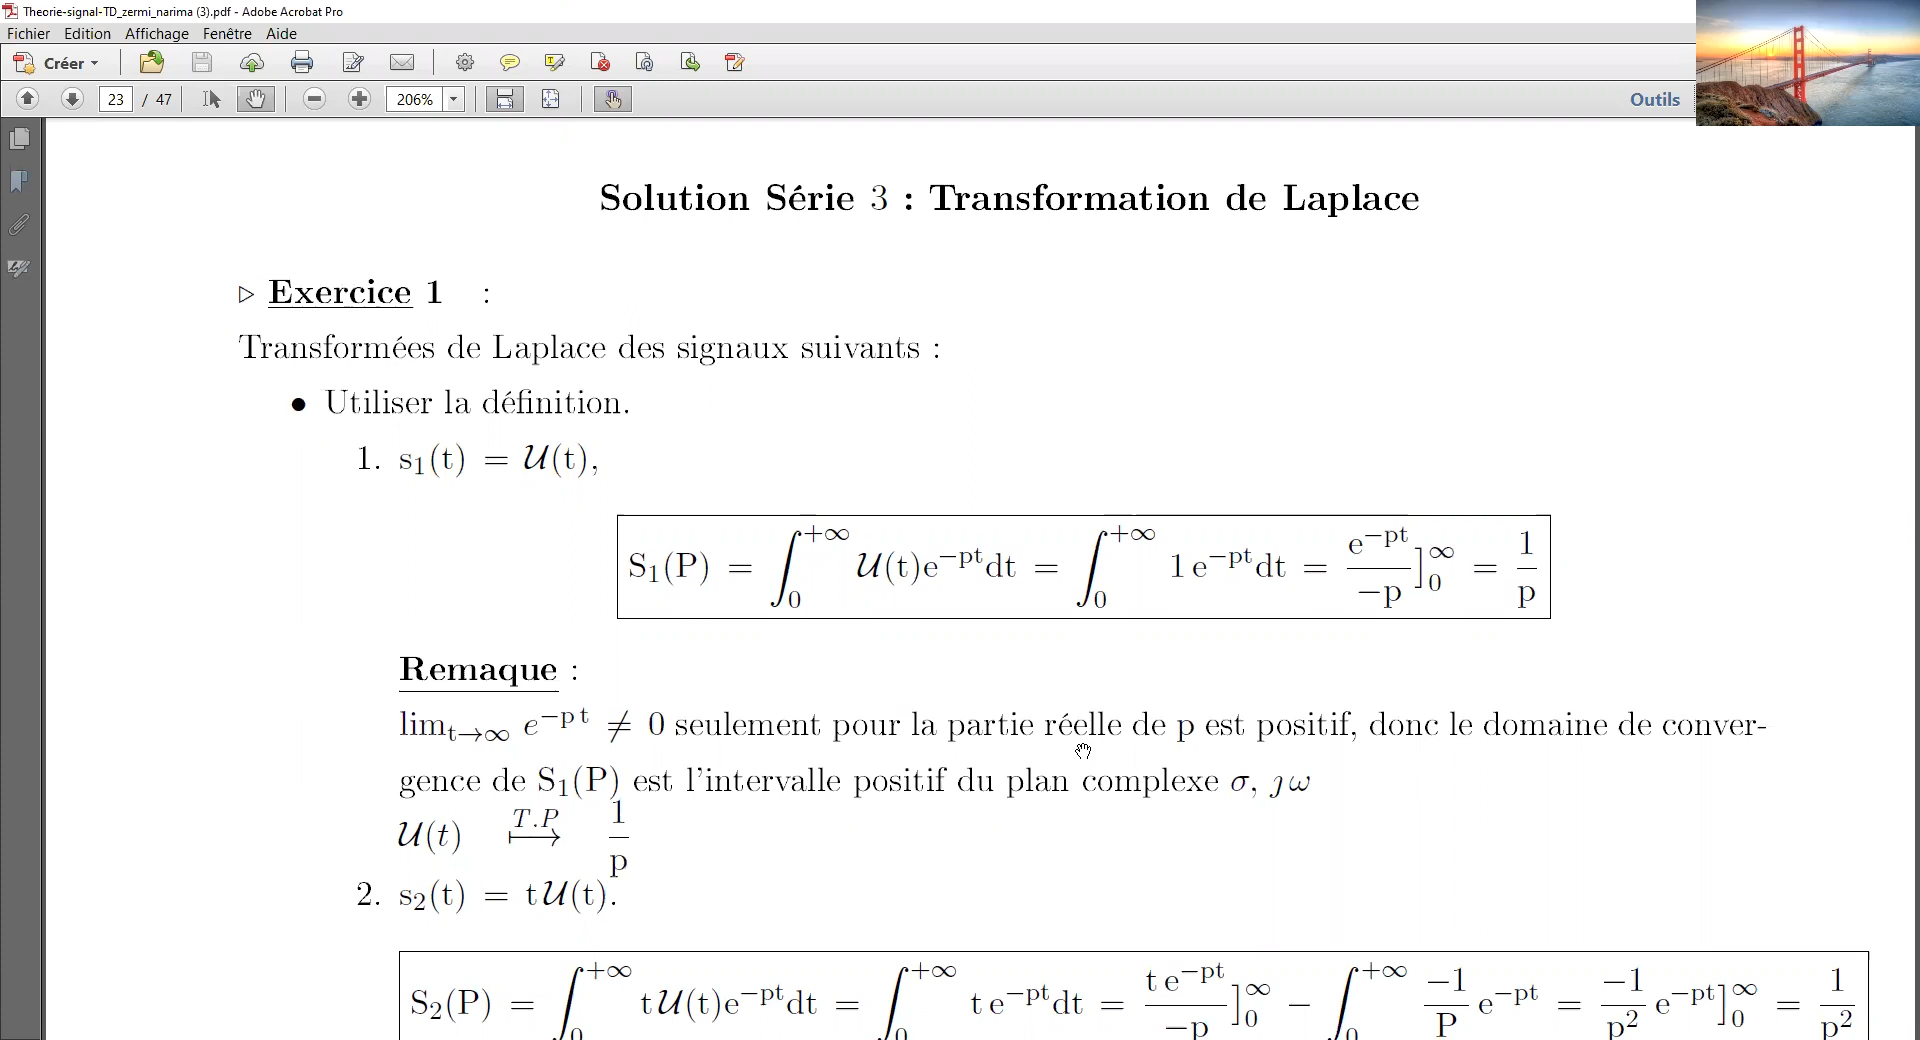 Theorie-signal-TD_zermi_narima (3).pdf - Adobe Acrobat Pro
Fichier Edition Affichage Fenêtre Aide
Créer
23 / 47 206% Outils
Solution Série 3 : Transformation de Laplace
▷ Exercice 1 :
Transformées de Laplace des signaux suivants :
• Utiliser la définition.
1. s₁(t) = 𝒰(t),
S₁(P) = ∫₀^{+∞} 𝒰(t)e^{−pt}dt = ∫₀^{+∞} 1 e^{−pt}dt = e^{−pt}/−p ]₀^∞ = 1/p
Remaque :
lim_{t→∞} e^{−p t} ≠ 0 seulement pour la partie réelle de p est positif, donc le domaine de conver-
gence de S₁(P) est l'intervalle positif du plan complexe σ, ȷω
𝒰(t) ⟼^{T.P} 1/p
2. s₂(t) = t𝒰(t).
S₂(P) = ∫₀^{+∞} t𝒰(t)e^{−pt}dt = ∫₀^{+∞} t e^{−pt}dt = t e^{−pt}/−p ]₀^∞ − ∫₀^{+∞} −1/P e^{−pt} = −1/p² e^{−pt}]₀^∞ = 1/p²